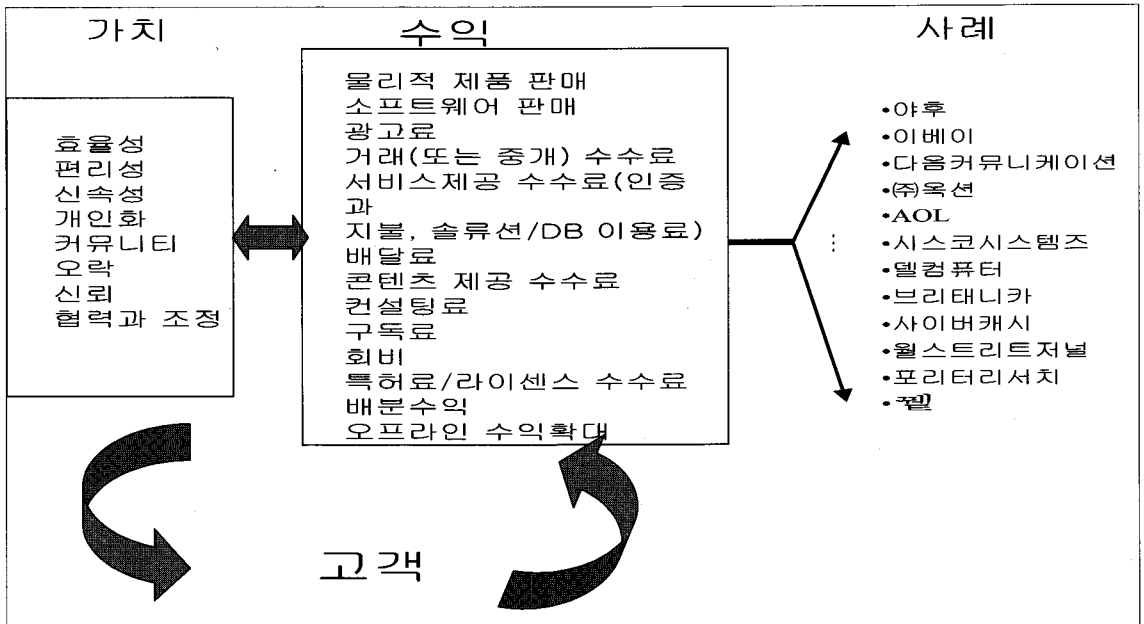 가치
효율성
편리성
신속성
개인화
커뮤니티
오락
신뢰
협력과 조정
수익
물리적 제품 판매
소프트웨어 판매
광고료
거래(또는 중개) 수수료
서비스제공 수수료(인증
과
지불, 솔류션/DB 이용료)
배달료
콘텐츠 제공 수수료
컨설팅료
구독료
회비
특허료/라이센스 수수료
배분수익
오프라인 수익확대
사례
•야후
•이베이
•다음커뮤니케이션
•㈜옥션
•AOL
•시스코시스템즈
•델컴퓨터
•브리태니카
•사이버캐시
•월스트리트저널
•포리터리서치
⋮
고객